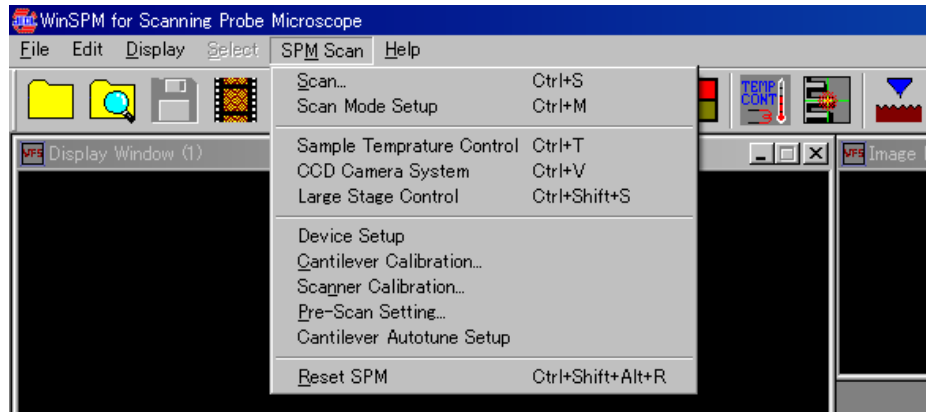 WinSPM for Scanning Probe Microscope
File Edit Display Select SPM Scan Help
Scan... Ctrl+S
Scan Mode Setup Ctrl+M
TEMP
CONT
3
Display Window (1)
Image
Sample Temprature Control Ctrl+T
CCD Camera System Ctrl+V
Large Stage Control Ctrl+Shift+S
Device Setup
Cantilever Calibration...
Scanner Calibration...
Pre-Scan Setting...
Cantilever Autotune Setup
Reset SPM Ctrl+Shift+Alt+R